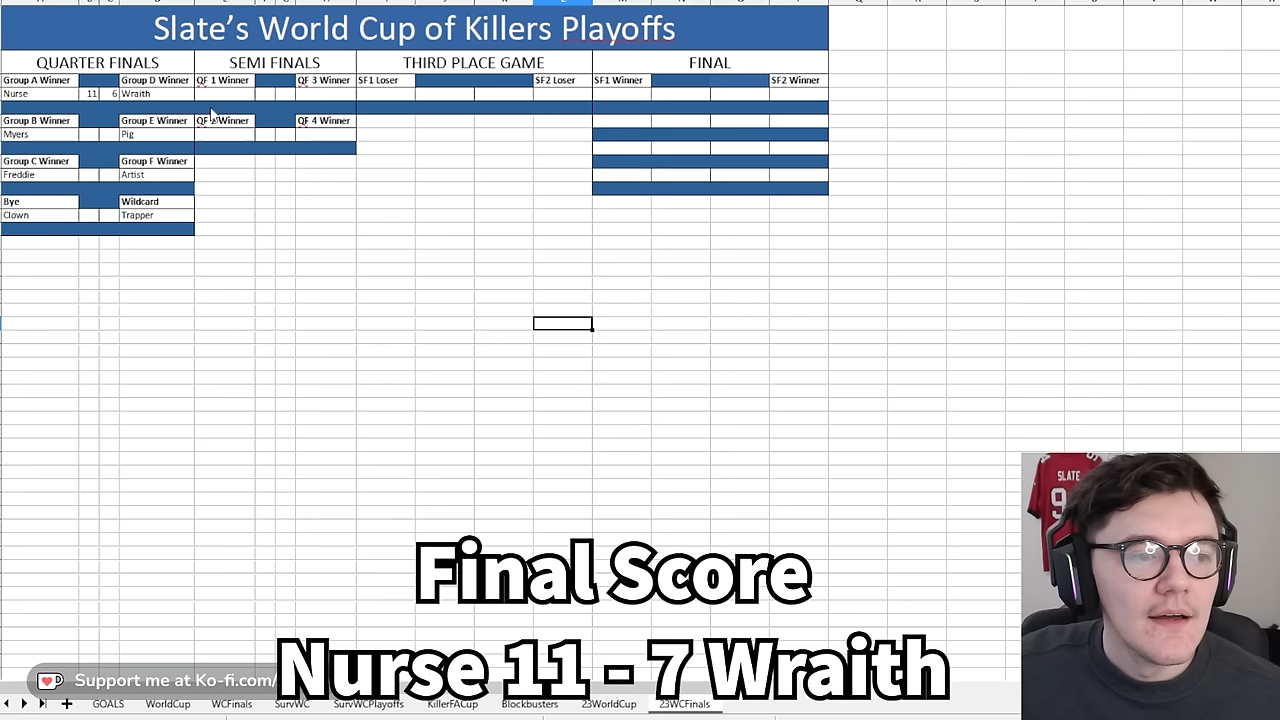 Slate's World Cup of Killers Playoffs
QUARTER FINALS SEMI FINALS THIRD PLACE GAME FINAL
Group A Winner Group D Winner QF 1 Winner QF 3 Winner SF1 Loser SF2 Loser SF1 Winner SF2 Winner
Nurse 11 6 Wraith
Group B Winner Group E Winner QF 2 Winner QF 4 Winner
Myers Pig
Group C Winner Group F Winner
Freddie Artist
Bye Wildcard
Clown Trapper
SLATE
Final Score
Nurse 11 - 7 Wraith
Support me at Ko-fi.com/
GOALS WorldCup WCFinals SurvWC SurvWCPlayoffs KillerFACup Blockbusters 23WorldCup 23WCFinals